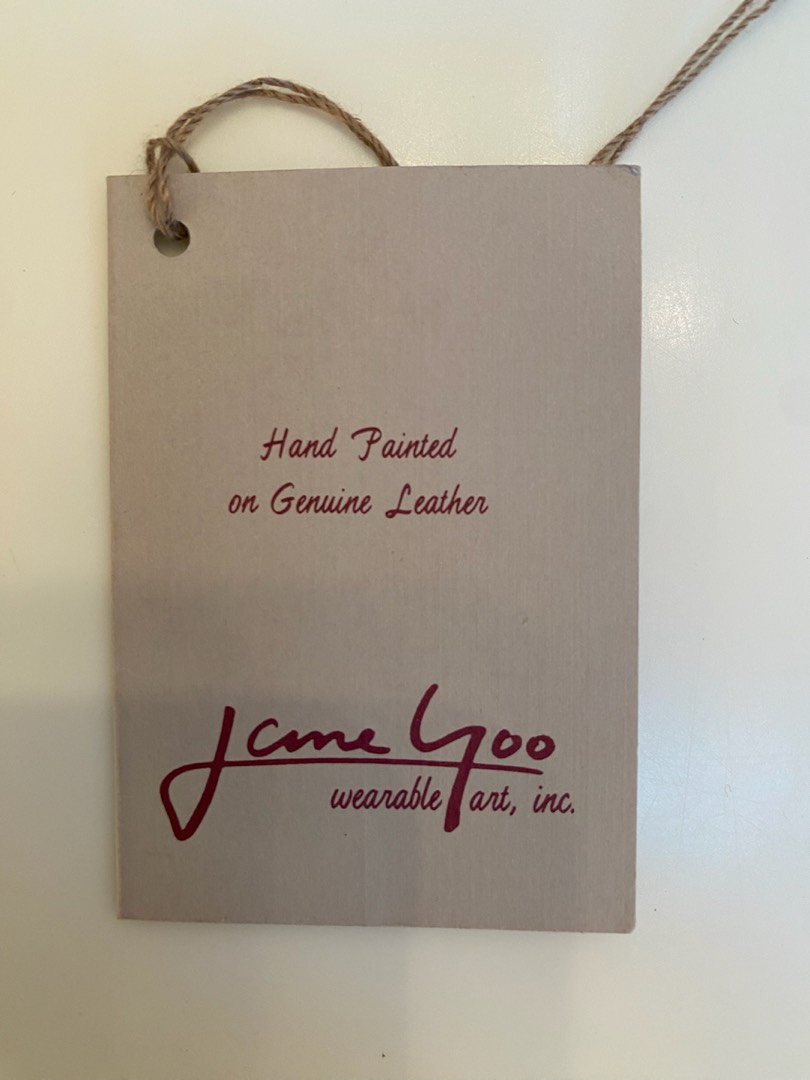 Hand Painted
on Genuine Leather
Jane Yoo
wearable art, inc.